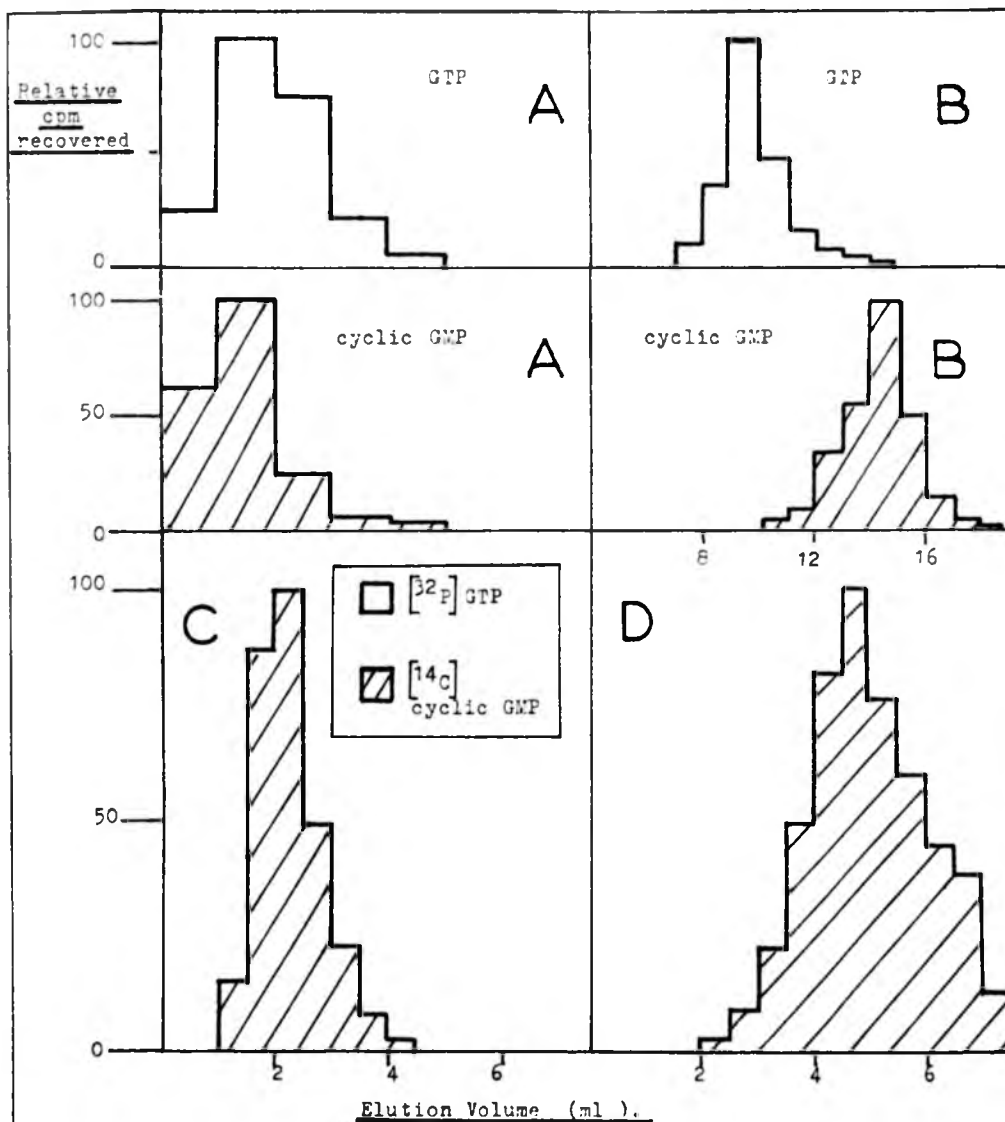 100
GTP
GTP
Relative
cpm
recovered
A
B
0
100
cyclic GMP
A
cyclic GMP
B
50
0
8 12 16
100
C
[32P] GTP
D
[14C]
cyclic GMP
50
0
2 4 6
2 4 6
Elution Volume (ml ).